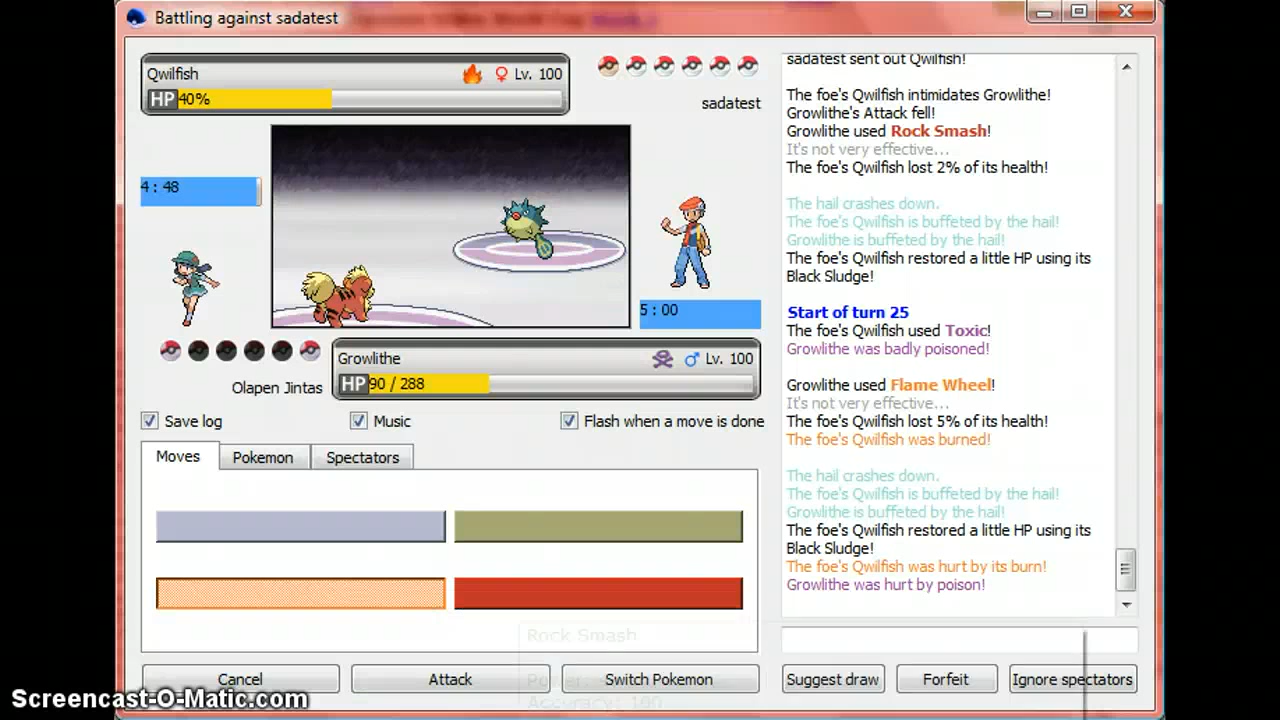 Battling against sadatest
Qwilfish Lv. 100
HP 40%
sadatest
4 : 48
5 : 00
Growlithe Lv. 100
HP 90 / 288
Olapen Jintas
Save log
Music
Flash when a move is done
Moves
Pokemon
Spectators
Rock Smash
Accuracy: 100
Cancel
Attack
Switch Pokemon
sadatest sent out Qwilfish!
The foe's Qwilfish intimidates Growlithe!
Growlithe's Attack fell!
Growlithe used Rock Smash!
It's not very effective...
The foe's Qwilfish lost 2% of its health!
The hail crashes down.
The foe's Qwilfish is buffeted by the hail!
Growlithe is buffeted by the hail!
The foe's Qwilfish restored a little HP using its
Black Sludge!
Start of turn 25
The foe's Qwilfish used Toxic!
Growlithe was badly poisoned!
Growlithe used Flame Wheel!
It's not very effective...
The foe's Qwilfish lost 5% of its health!
The foe's Qwilfish was burned!
The hail crashes down.
The foe's Qwilfish is buffeted by the hail!
Growlithe is buffeted by the hail!
The foe's Qwilfish restored a little HP using its
Black Sludge!
The foe's Qwilfish was hurt by its burn!
Growlithe was hurt by poison!
Suggest draw
Forfeit
Ignore spectators
Screencast-O-Matic.com